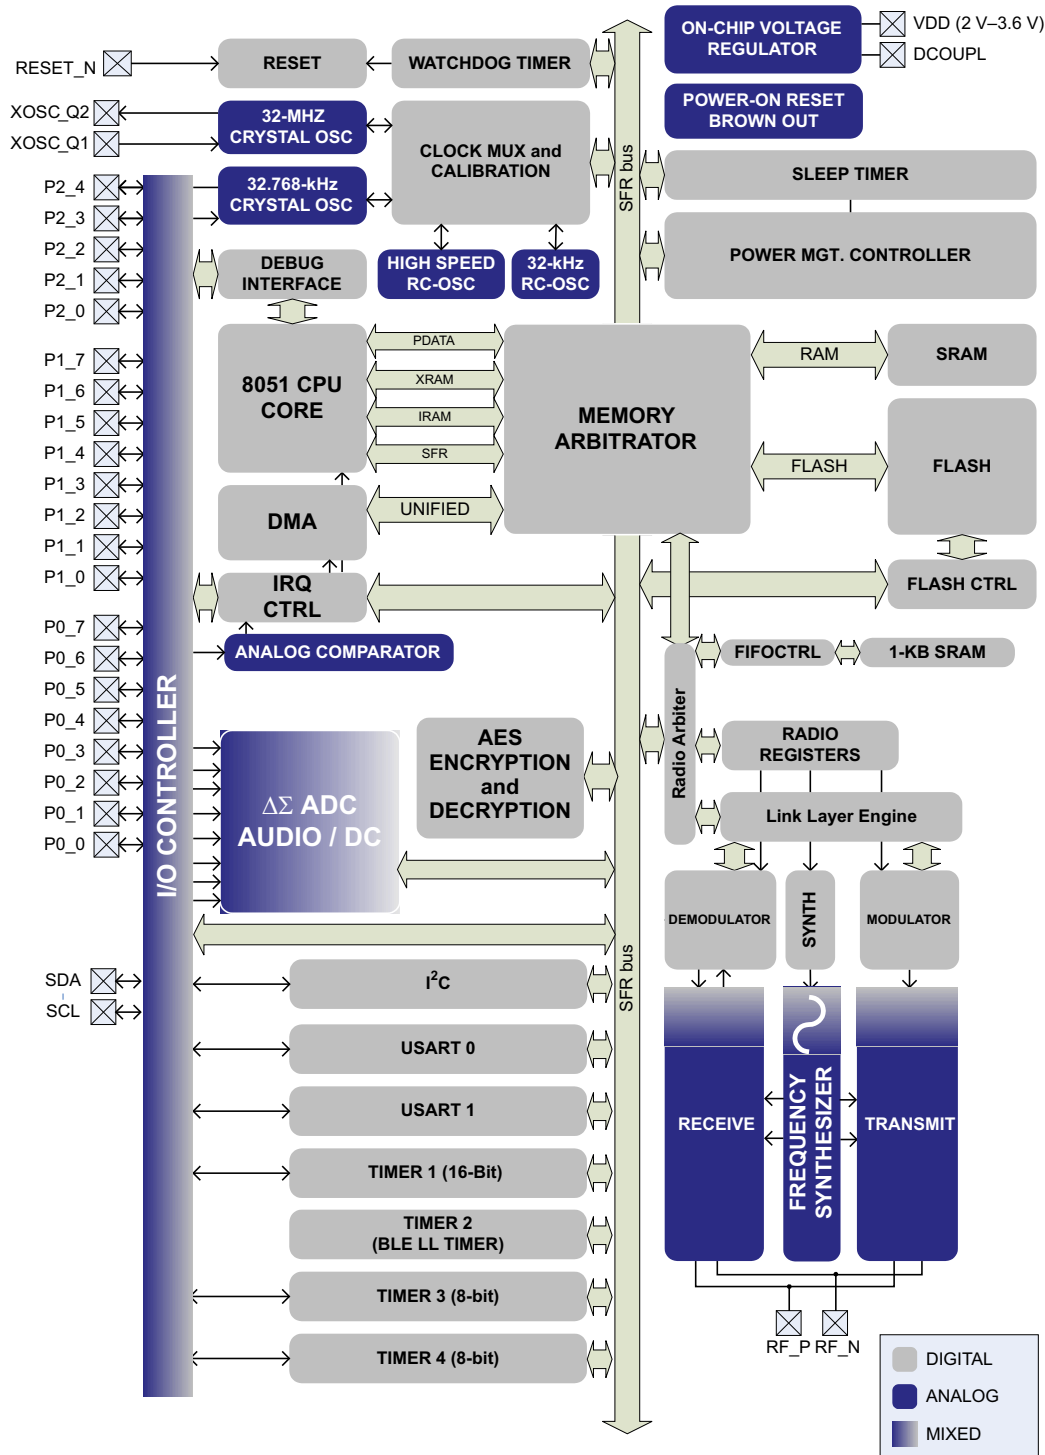 ON-CHIP VOLTAGE
REGULATOR
VDD (2 V–3.6 V)
DCOUPL
RESET_N
RESET
WATCHDOG TIMER
POWER-ON RESET
BROWN OUT
XOSC_Q2
XOSC_Q1
32-MHZ
CRYSTAL OSC
CLOCK MUX and
CALIBRATION
SFR bus
SLEEP TIMER
P2_4
P2_3
P2_2
P2_1
P2_0
32.768-kHz
CRYSTAL OSC
POWER MGT. CONTROLLER
DEBUG
INTERFACE
HIGH SPEED
RC-OSC
32-kHz
RC-OSC
P1_7
P1_6
P1_5
P1_4
P1_3
P1_2
P1_1
P1_0
8051 CPU
CORE
PDATA
XRAM
IRAM
SFR
MEMORY
ARBITRATOR
RAM
SRAM
FLASH
FLASH
DMA
UNIFIED
IRQ
CTRL
FLASH CTRL
P0_7
P0_6
P0_5
P0_4
P0_3
P0_2
P0_1
P0_0
ANALOG COMPARATOR
FIFOCTRL
1-KB SRAM
I/O CONTROLLER
Radio Arbiter
AES
ENCRYPTION
and
DECRYPTION
RADIO
REGISTERS
ΔΣ ADC
AUDIO / DC
Link Layer Engine
DEMODULATOR
SYNTH
MODULATOR
SFR bus
SDA
SCL
I2C
USART 0
USART 1
TIMER 1 (16-Bit)
TIMER 2
(BLE LL TIMER)
TIMER 3 (8-bit)
TIMER 4 (8-bit)
RECEIVE
FREQUENCY
SYNTHESIZER
TRANSMIT
RF_P
RF_N
DIGITAL
ANALOG
MIXED